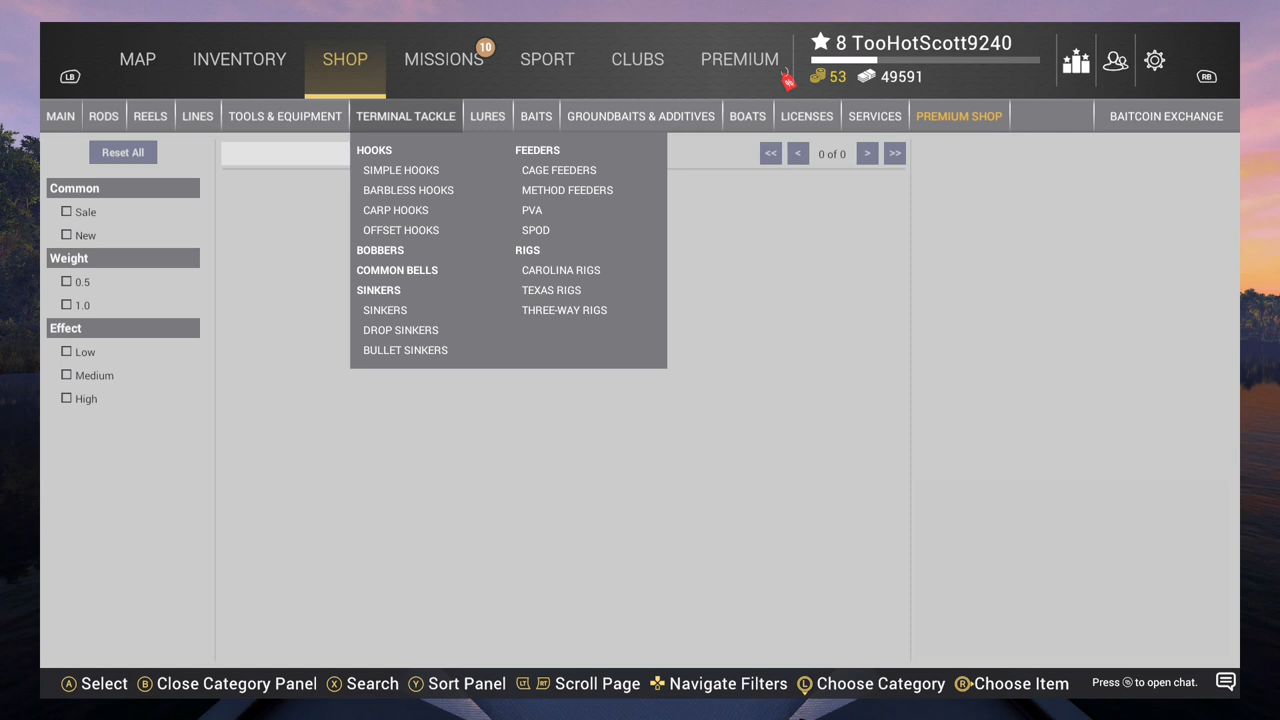 MAP INVENTORY SHOP MISSIONS 10 SPORT CLUBS PREMIUM
8 TooHotScott9240
53 49591
LB
RB
MAIN RODS REELS LINES TOOLS & EQUIPMENT TERMINAL TACKLE LURES BAITS GROUNDBAITS & ADDITIVES BOATS LICENSES SERVICES PREMIUM SHOP BAITCOIN EXCHANGE
Reset All
Common
Sale
New
Weight
0.5
1.0
Effect
Low
Medium
High
HOOKS
SIMPLE HOOKS
BARBLESS HOOKS
CARP HOOKS
OFFSET HOOKS
BOBBERS
COMMON BELLS
SINKERS
SINKERS
DROP SINKERS
BULLET SINKERS
FEEDERS
CAGE FEEDERS
METHOD FEEDERS
PVA
SPOD
RIGS
CAROLINA RIGS
TEXAS RIGS
THREE-WAY RIGS
<< < 0 of 0 > >>
A Select B Close Category Panel X Search Y Sort Panel LT RT Scroll Page Navigate Filters L Choose Category R Choose Item Press to open chat.